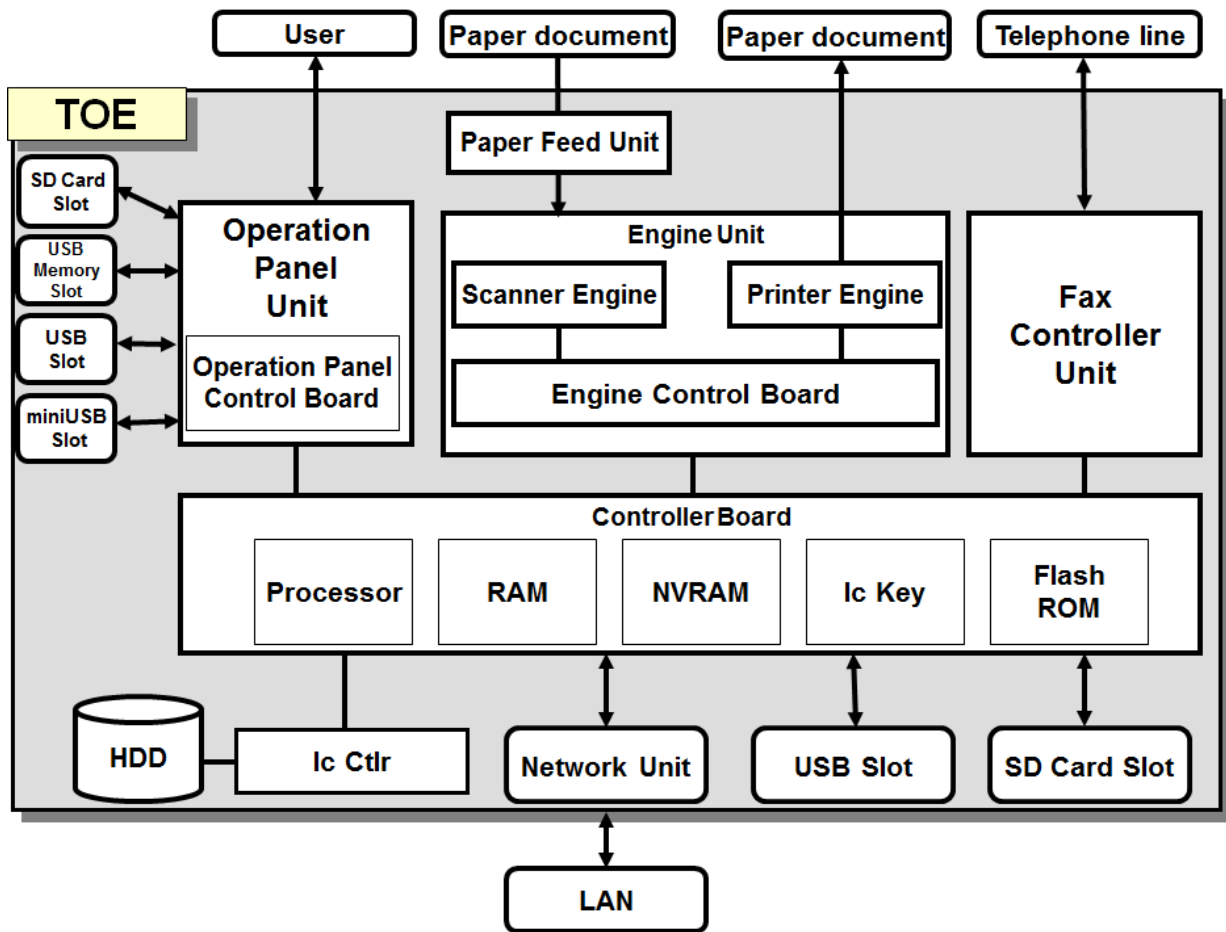 User
Paper document
Paper document
Telephone line
TOE
Paper Feed Unit
SD Card
Slot
USB
Memory
Slot
USB
Slot
miniUSB
Slot
Operation
Panel
Unit
Operation Panel
Control Board
Engine Unit
Scanner Engine
Printer Engine
Engine Control Board
Fax
Controller
Unit
Controller Board
Processor
RAM
NVRAM
Ic Key
Flash
ROM
HDD
Ic Ctlr
Network Unit
USB Slot
SD Card Slot
LAN